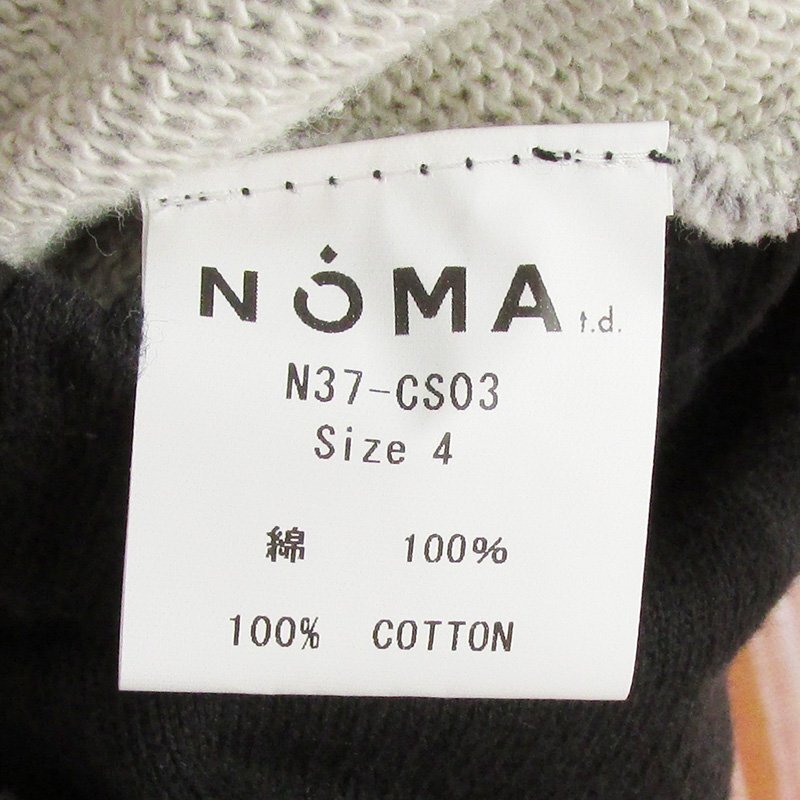 NOMA t.d.
N37-CS03
Size 4
綿 100%
100% COTTON